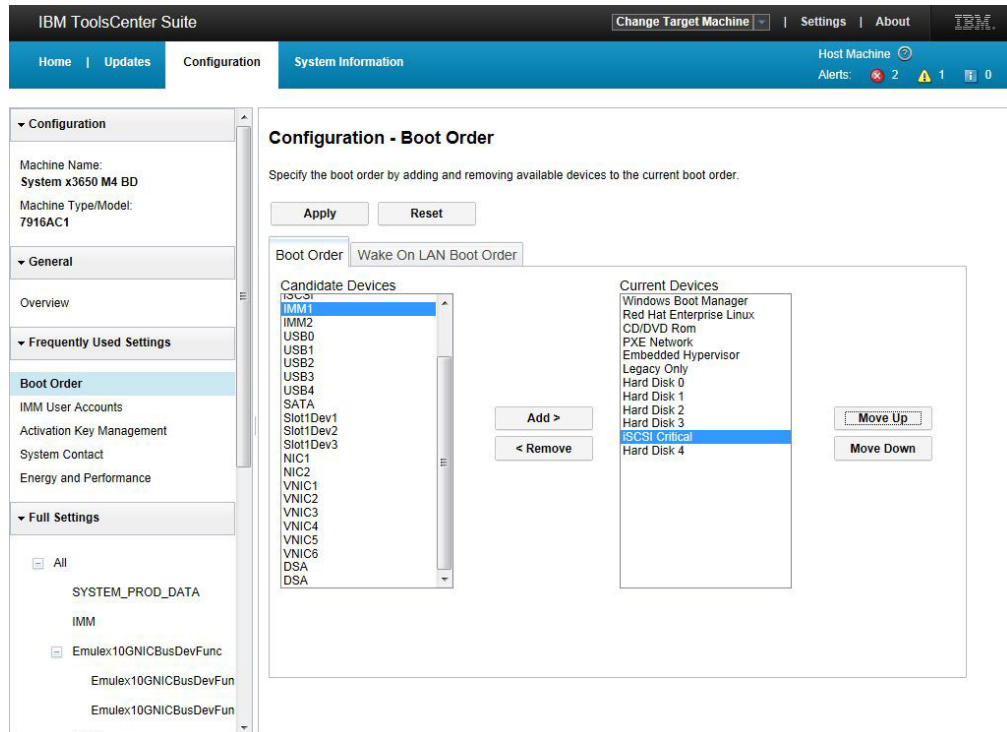 IBM ToolsCenter Suite
Change Target Machine | Settings | About IBM.
Home | Updates Configuration System Information
Host Machine ?
Alerts: 2 1 0
Configuration
Machine Name:
System x3650 M4 BD
Machine Type/Model:
7916AC1
General
Overview
Frequently Used Settings
Boot Order
IMM User Accounts
Activation Key Management
System Contact
Energy and Performance
Full Settings
All
SYSTEM_PROD_DATA
IMM
Emulex10GNICBusDevFunc
Emulex10GNICBusDevFun
Emulex10GNICBusDevFun
Configuration - Boot Order
Specify the boot order by adding and removing available devices to the current boot order.
Apply Reset
Boot Order Wake On LAN Boot Order
Candidate Devices
iSCSI
IMM1
IMM2
USB0
USB1
USB2
USB3
USB4
SATA
Slot1Dev1
Slot1Dev2
Slot1Dev3
NIC1
NIC2
VNIC1
VNIC2
VNIC3
VNIC4
VNIC5
VNIC6
DSA
DSA
Add >
< Remove
Current Devices
Windows Boot Manager
Red Hat Enterprise Linux
CD/DVD Rom
PXE Network
Embedded Hypervisor
Legacy Only
Hard Disk 0
Hard Disk 1
Hard Disk 2
Hard Disk 3
iSCSI Critical
Hard Disk 4
Move Up
Move Down